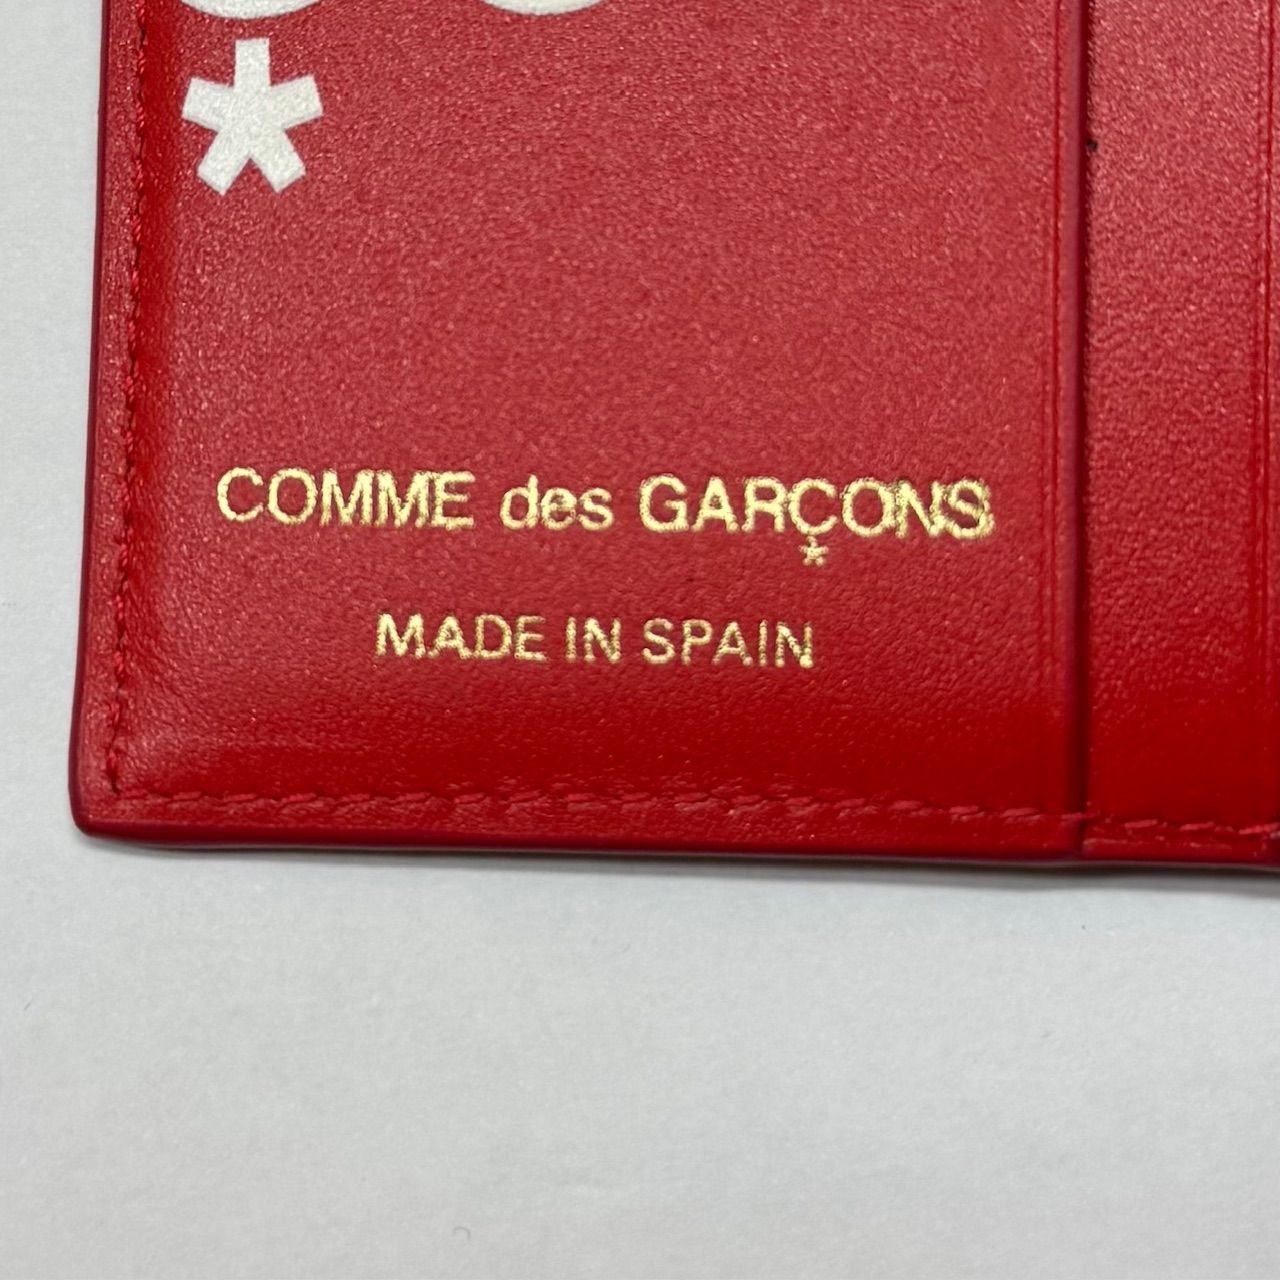 *
COMME des GARÇONS
*
MADE IN SPAIN